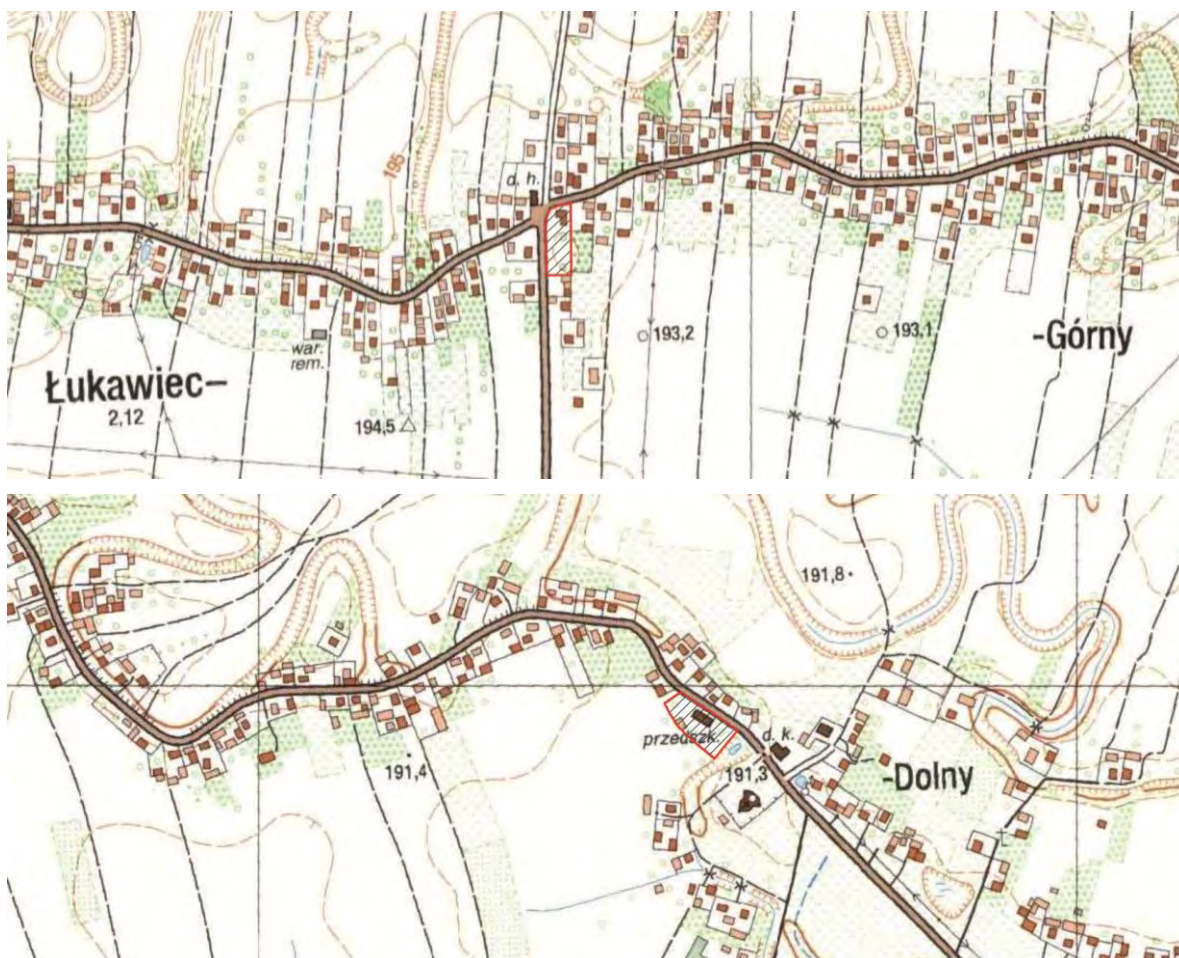 195
d. h.
193,2
193,1
-Górny
war.
rem.
Łukawiec-
2,12
194,5
191,8
przedszk.
d. k.
191,4
191,3
-Dolny